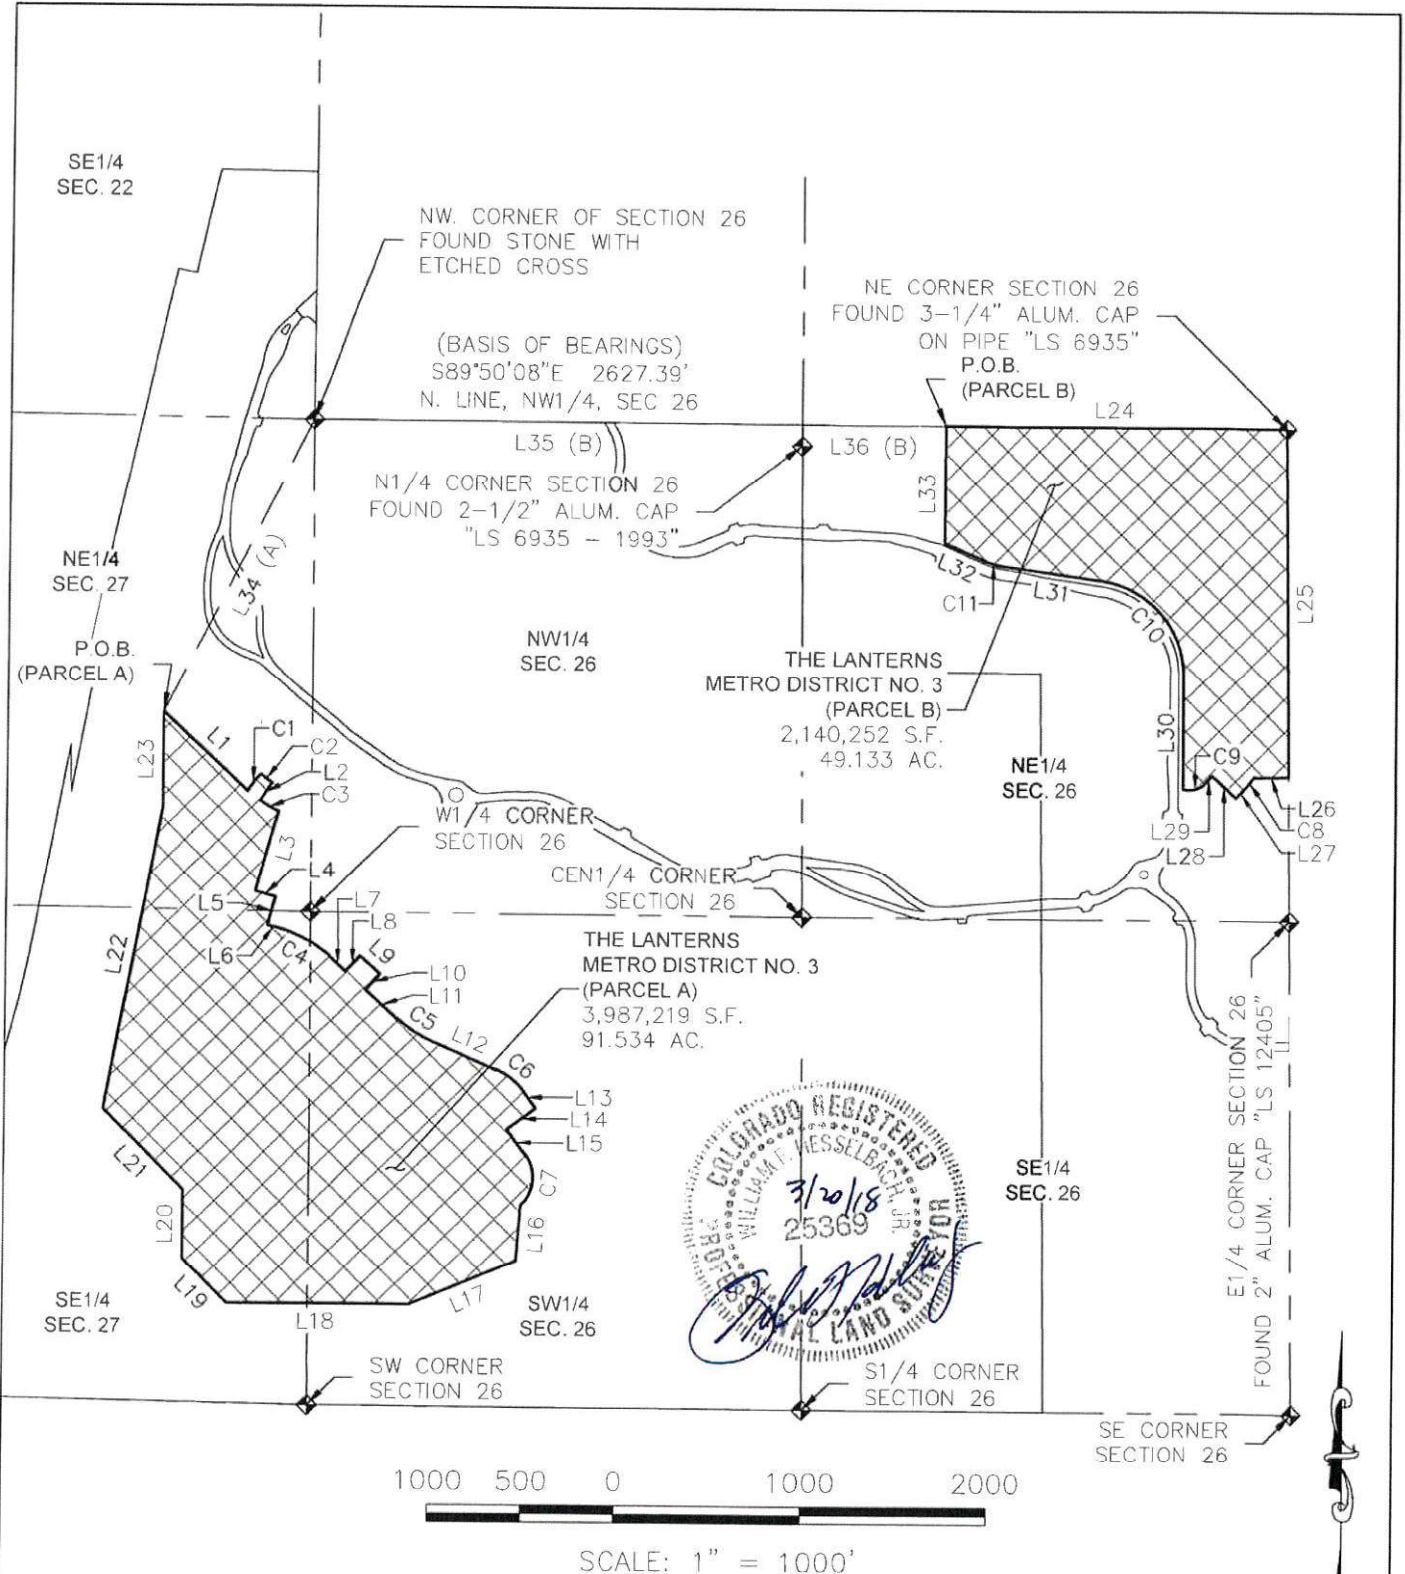 SE1/4
SEC. 22
NW. CORNER OF SECTION 26
FOUND STONE WITH
ETCHED CROSS
NE CORNER SECTION 26
FOUND 3-1/4" ALUM. CAP
ON PIPE "LS 6935"
P.O.B.
(PARCEL B)
(BASIS OF BEARINGS)
S89°50'08"E 2627.39'
N. LINE, NW1/4, SEC 26
L24
L35 (B)
L36 (B)
N1/4 CORNER SECTION 26
FOUND 2-1/2" ALUM. CAP
"LS 6935 - 1993"
L33
L34 (A)
NE1/4
SEC. 27
L32
C11
L31
C10
L25
P.O.B.
(PARCEL A)
NW1/4
SEC. 26
THE LANTERNS
METRO DISTRICT NO. 3
(PARCEL B)
2,140,252 S.F.
49.133 AC.
L30
C9
NE1/4
SEC. 26
L23
L1
C1
C2
L2
C3
L26
C8
L27
L29
L28
W1/4 CORNER
SECTION 26
L3
L4
CEN1/4 CORNER
SECTION 26
L5
L7
L8
L6
C4
L9
L10
L11
L22
THE LANTERNS
METRO DISTRICT NO. 3
(PARCEL A)
3,987,219 S.F.
91.534 AC.
C5
L12
C6
L13
L14
L15
E1/4 CORNER SECTION 26
FOUND 2" ALUM. CAP "LS 12405"
COLORADO REGISTERED
WILLIAM F. HESSELBACH, JR.
3/20/18
25369
PROFESSIONAL LAND SURVEYOR
L21
C7
SE1/4
SEC. 26
L20
L16
L19
L17
L18
SE1/4
SEC. 27
SW1/4
SEC. 26
SW CORNER
SECTION 26
S1/4 CORNER
SECTION 26
SE CORNER
SECTION 26
1000 500 0 1000 2000
SCALE: 1" = 1000'